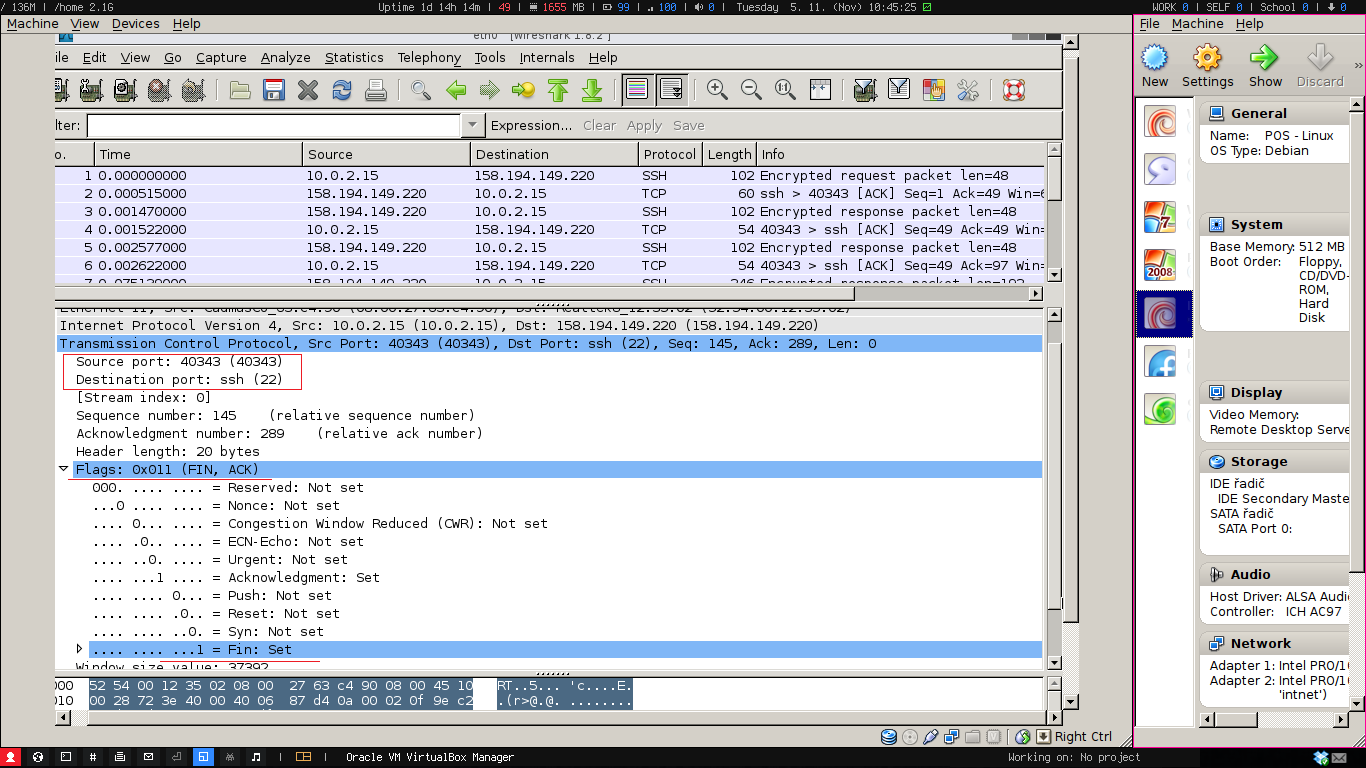 / 136M | /home 2.1G
Uptime 1d 14h 14m | 49 | 1655 MB | 99 | 100 | 0 | Tuesday 5. 11. (Nov) 10:45:25
WORK 0 | SELF 0 | School 0 | 0
Machine View Devices Help
eth0 [Wireshark 1.8.2 ]
ile Edit View Go Capture Analyze Statistics Telephony Tools Internals Help
lter: Expression... Clear Apply Save
o. Time Source Destination Protocol Length Info
1 0.000000000 10.0.2.15 158.194.149.220 SSH 102 Encrypted request packet len=48
2 0.000515000 158.194.149.220 10.0.2.15 TCP 60 ssh > 40343 [ACK] Seq=1 Ack=49 Win=6
3 0.001470000 158.194.149.220 10.0.2.15 SSH 102 Encrypted response packet len=48
4 0.001522000 10.0.2.15 158.194.149.220 TCP 54 40343 > ssh [ACK] Seq=49 Ack=49 Win=
5 0.002577000 158.194.149.220 10.0.2.15 SSH 102 Encrypted response packet len=48
6 0.002622000 10.0.2.15 158.194.149.220 TCP 54 40343 > ssh [ACK] Seq=49 Ack=97 Win=
Internet Protocol Version 4, Src: 10.0.2.15 (10.0.2.15), Dst: 158.194.149.220 (158.194.149.220)
Transmission Control Protocol, Src Port: 40343 (40343), Dst Port: ssh (22), Seq: 145, Ack: 289, Len: 0
Source port: 40343 (40343)
Destination port: ssh (22)
[Stream index: 0]
Sequence number: 145 (relative sequence number)
Acknowledgment number: 289 (relative ack number)
Header length: 20 bytes
Flags: 0x011 (FIN, ACK)
000. .... .... = Reserved: Not set
...0 .... .... = Nonce: Not set
.... 0... .... = Congestion Window Reduced (CWR): Not set
.... .0.. .... = ECN-Echo: Not set
.... ..0. .... = Urgent: Not set
.... ...1 .... = Acknowledgment: Set
.... .... 0... = Push: Not set
.... .... .0.. = Reset: Not set
.... .... ..0. = Syn: Not set
.... .... ...1 = Fin: Set
Window size value: 37392
000 52 54 00 12 35 02 08 00 27 63 c4 90 08 00 45 10 RT..5... 'c....E.
010 00 28 72 3e 40 00 40 06 87 d4 0a 00 02 0f 9e c2 .(r>@.@. ........
Right Ctrl
File Machine Help
New Settings Show Discard
General
Name: POS - Linux
OS Type: Debian
System
Base Memory: 512 MB
Boot Order: Floppy,
CD/DVD-
ROM,
Hard
Disk
Display
Video Memory:
Remote Desktop Serve
Storage
IDE řadič
IDE Secondary Maste
SATA řadič
SATA Port 0:
Audio
Host Driver: ALSA Audi
Controller: ICH AC97
Network
Adapter 1: Intel PRO/10
Adapter 2: Intel PRO/10
'intnet')
Oracle VM VirtualBox Manager
Working on: No project